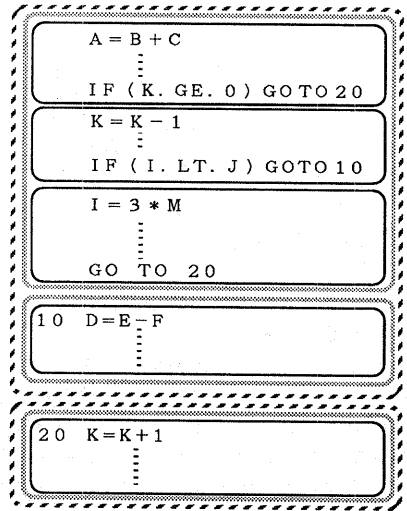 A = B + C
IF (K. GE. 0) GOTO 20
K = K - 1
IF (I. LT. J) GOTO 10
I = 3 * M
GO TO 20
10 D=E-F
20 K=K+1